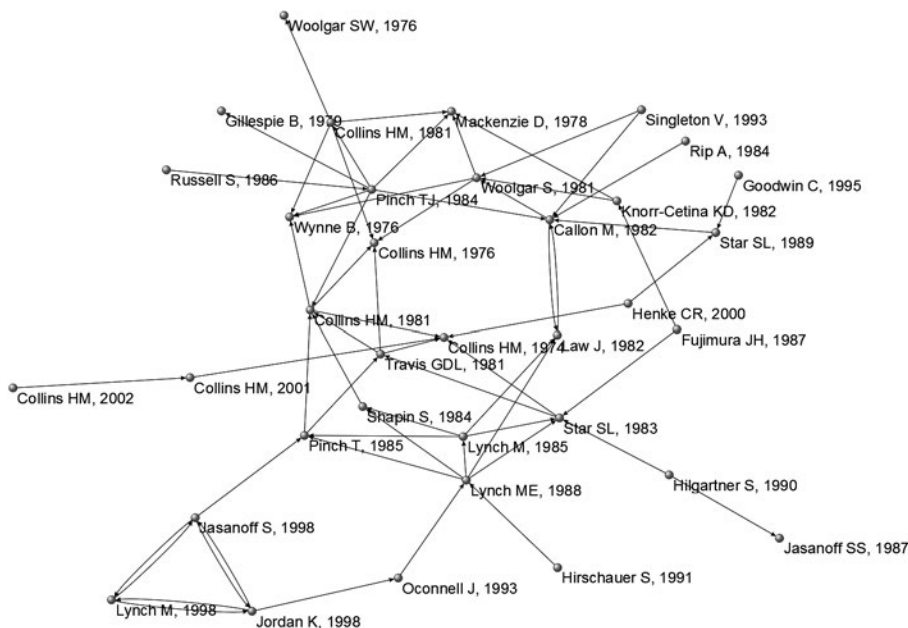 Woolgar SW, 1976
Gillespie B, 1979
Collins HM, 1981
Mackenzie D, 1978
Singleton V, 1993
Rip A, 1984
Russell S, 1986
Pinch TJ, 1984
Woolgar S, 1981
Goodwin C, 1995
Knorr-Cetina KD, 1982
Wynne B, 1976
Callon M, 1982
Star SL, 1989
Collins HM, 1976
Henke CR, 2000
Collins HM, 1981
Collins HM, 1974
Law J, 1982
Fujimura JH, 1987
Travis GDL, 1981
Collins HM, 2001
Collins HM, 2002
Shapin S, 1984
Star SL, 1983
Pinch T, 1985
Lynch M, 1985
Hilgartner S, 1990
Lynch ME, 1988
Jasanoff S, 1998
Jasanoff SS, 1987
Hirschauer S, 1991
Oconnell J, 1993
Lynch M, 1998
Jordan K, 1998